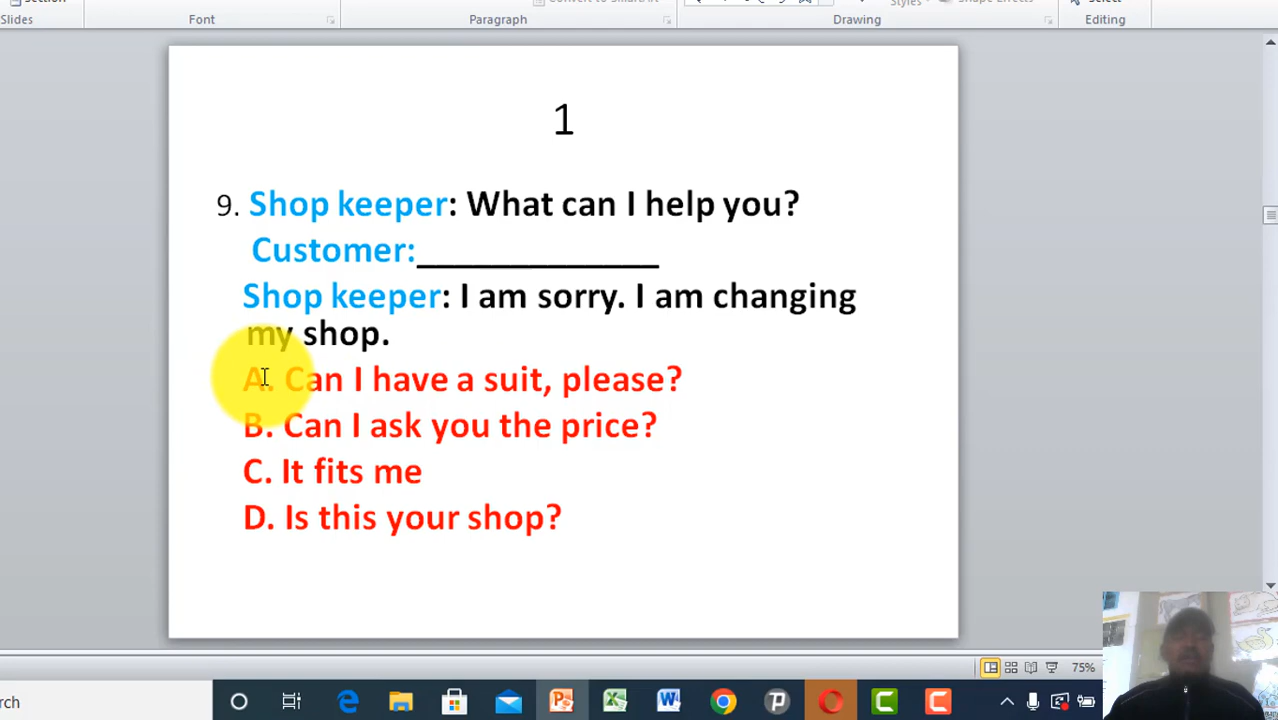 Slides
Font
Paragraph
Drawing
Editing
1
9. Shop keeper: What can I help you?
Customer:_____________
Shop keeper: I am sorry. I am changing
my shop.
A. Can I have a suit, please?
B. Can I ask you the price?
C. It fits me
D. Is this your shop?
75%
rch